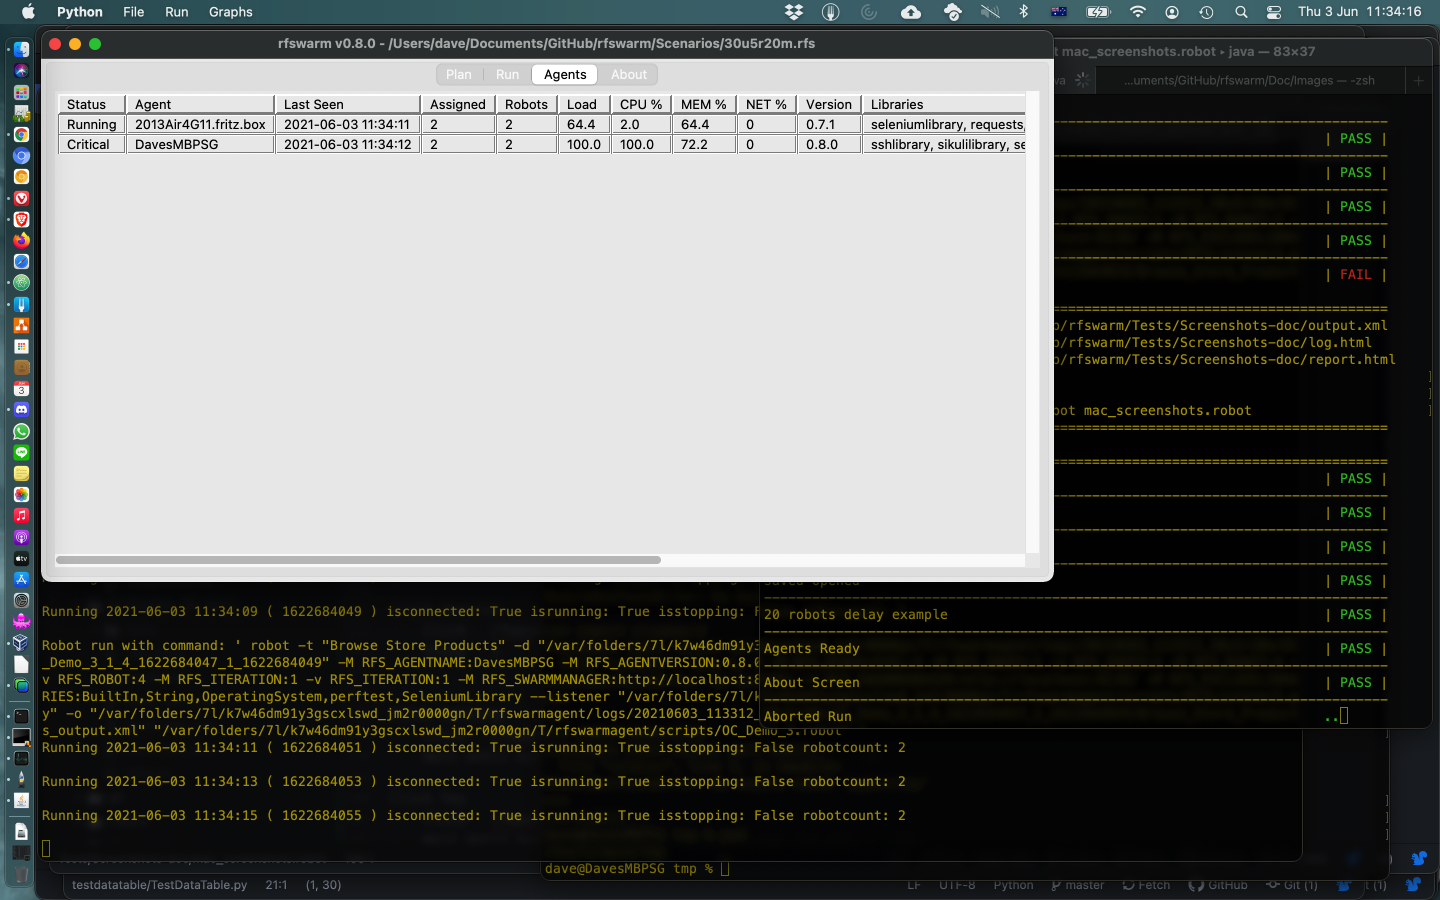 Python File Run Graphs Thu 3 Jun 11:34:16
rfswarm v0.8.0 - /Users/dave/Documents/GitHub/rfswarm/Scenarios/30u5r20m.rfs
Plan Run Agents About
Status Agent Last Seen Assigned Robots Load CPU % MEM % NET % Version Libraries
Running 2013Air4G11.fritz.box 2021-06-03 11:34:11 2 2 64.4 2.0 64.4 0 0.7.1 seleniumlibrary, requests,
Critical DavesMBPSG 2021-06-03 11:34:12 2 2 100.0 100.0 72.2 0 0.8.0 sshlibrary, sikulilibrary, se
t mac_screenshots.robot ▸ java — 83×37
va ...uments/GitHub/rfswarm/Doc/Images — -zsh
| PASS |
| PASS |
| PASS |
| PASS |
| FAIL |
b/rfswarm/Tests/Screenshots-doc/output.xml
b/rfswarm/Tests/Screenshots-doc/log.html
b/rfswarm/Tests/Screenshots-doc/report.html
bot mac_screenshots.robot
| PASS |
| PASS |
| PASS |
| PASS |
20 robots delay example | PASS |
Agents Ready | PASS |
About Screen | PASS |
Aborted Run ..
Running 2021-06-03 11:34:09 ( 1622684049 ) isconnected: True isrunning: True isstopping: F
Robot run with command: ' robot -t "Browse Store Products" -d "/var/folders/7l/k7w46dm91y3
_Demo_3_1_4_1622684047_1_1622684049" -M RFS_AGENTNAME:DavesMBPSG -M RFS_AGENTVERSION:0.8.0
v RFS_ROBOT:4 -M RFS_ITERATION:1 -v RFS_ITERATION:1 -M RFS_SWARMMANAGER:http://localhost:8
RIES:BuiltIn,String,OperatingSystem,perftest,SeleniumLibrary --listener "/var/folders/7l/k
y" -o "/var/folders/7l/k7w46dm91y3gscxlswd_jm2r0000gn/T/rfswarmagent/logs/20210603_113312_
s_output.xml" "/var/folders/7l/k7w46dm91y3gscxlswd_jm2r0000gn/T/rfswarmagent/scripts/OC_Demo_3.robot
Running 2021-06-03 11:34:11 ( 1622684051 ) isconnected: True isrunning: True isstopping: False robotcount: 2
Running 2021-06-03 11:34:13 ( 1622684053 ) isconnected: True isrunning: True isstopping: False robotcount: 2
Running 2021-06-03 11:34:15 ( 1622684055 ) isconnected: True isrunning: True isstopping: False robotcount: 2
dave@DavesMBPSG tmp %
testdatatable/TestDataTable.py 21:1 (1, 30) LF UTF-8 Python master Fetch GitHub Git (1) t (1)